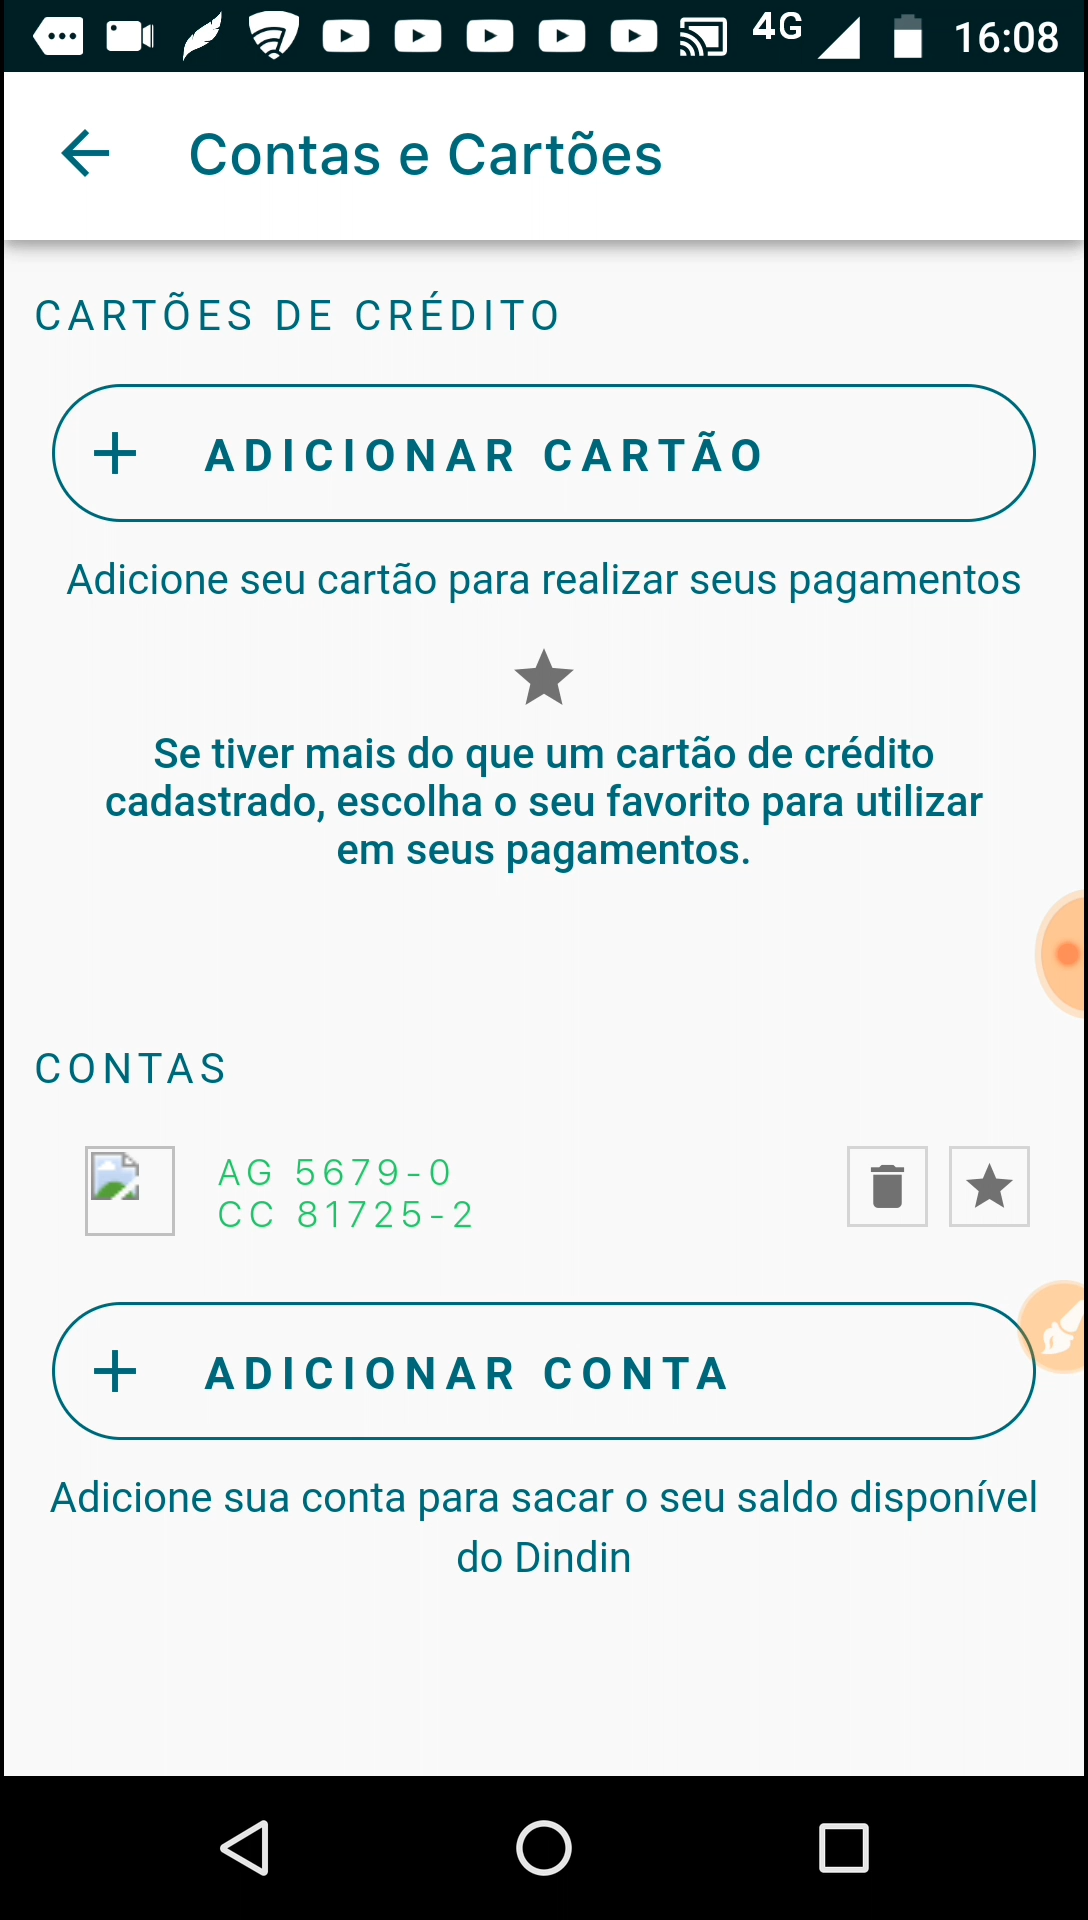 4G 16:08
Contas e Cartões
CARTÕES DE CRÉDITO
+ ADICIONAR CARTÃO
Adicione seu cartão para realizar seus pagamentos
Se tiver mais do que um cartão de crédito
cadastrado, escolha o seu favorito para utilizar
em seus pagamentos.
CONTAS
AG 5679-0
CC 81725-2
+ ADICIONAR CONTA
Adicione sua conta para sacar o seu saldo disponível
do Dindin